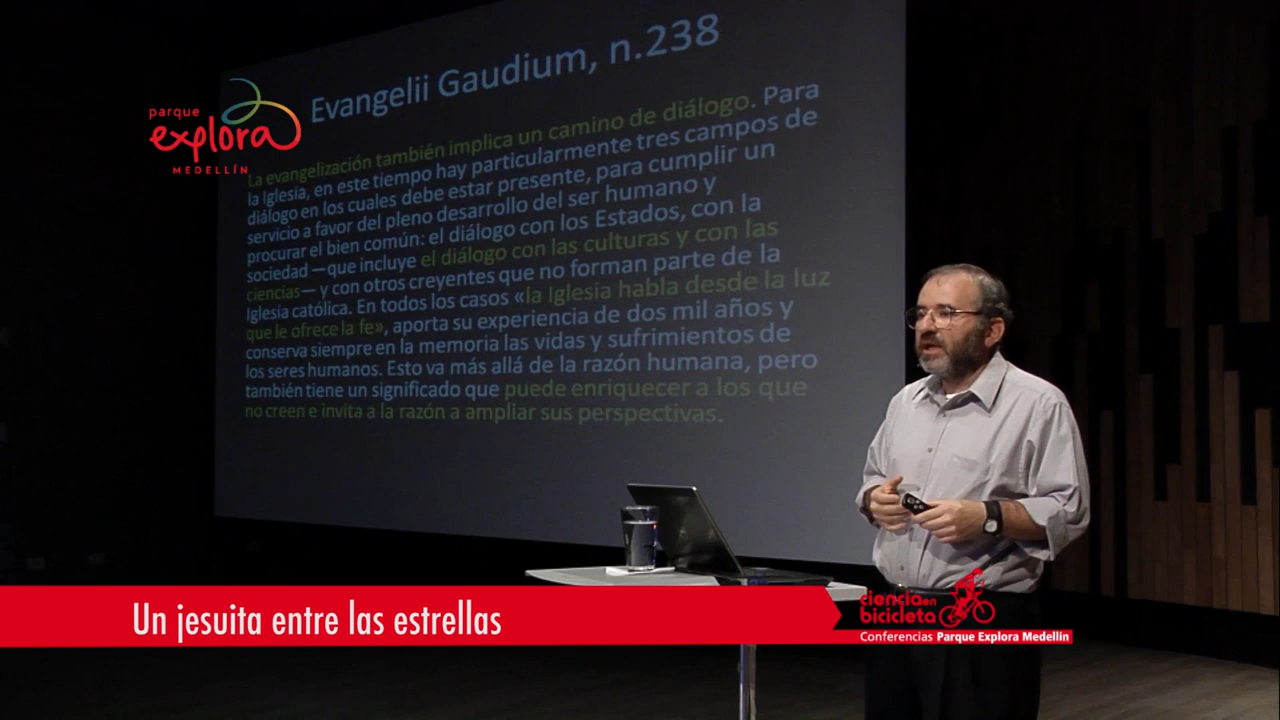 Evangelii Gaudium, n.238
parque
explora
MEDELLÍN
La evangelización también implica un camino de diálogo. Para
la Iglesia, en este tiempo hay particularmente tres campos de
diálogo en los cuales debe estar presente, para cumplir un
servicio a favor del pleno desarrollo del ser humano y
procurar el bien común: el diálogo con los Estados, con la
sociedad —que incluye el diálogo con las culturas y con las
ciencias— y con otros creyentes que no forman parte de la
Iglesia católica. En todos los casos «la Iglesia habla desde la luz
que le ofrece la fe», aporta su experiencia de dos mil años y
conserva siempre en la memoria las vidas y sufrimientos de
los seres humanos. Esto va más allá de la razón humana, pero
también tiene un significado que puede enriquecer a los que
no creen e invita a la razón a ampliar sus perspectivas.
Un jesuita entre las estrellas
ciencia en
bicicleta
Conferencias Parque Explora Medellín